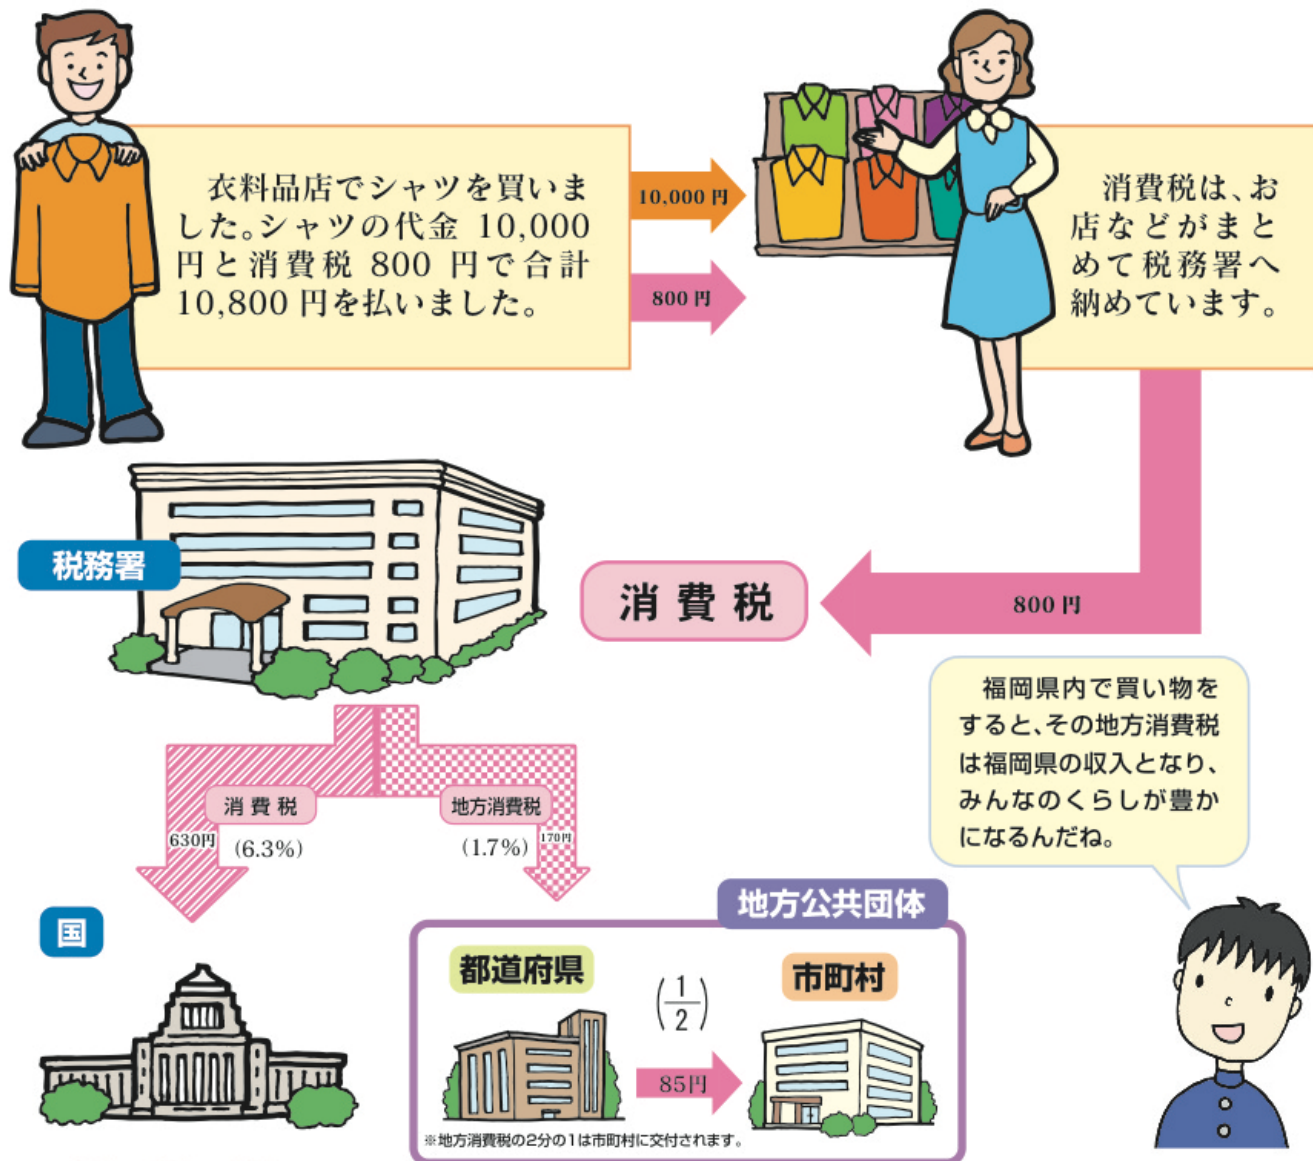 衣料品店でシャツを買いま
した。シャツの代金 10,000
円と消費税 800 円で合計
10,800 円を払いました。
10,000 円
800 円
消費税は、お
店などがまと
めて税務署へ
納めています。
税務署
消費税
800 円
福岡県内で買い物を
すると、その地方消費税
は福岡県の収入となり、
みんなのくらしが豊か
になるんだね。
消費税
630円
(6.3%)
地方消費税
(1.7%)
170円
国
地方公共団体
都道府県
(1/2)
市町村
85円
※地方消費税の2分の1は市町村に交付されます。